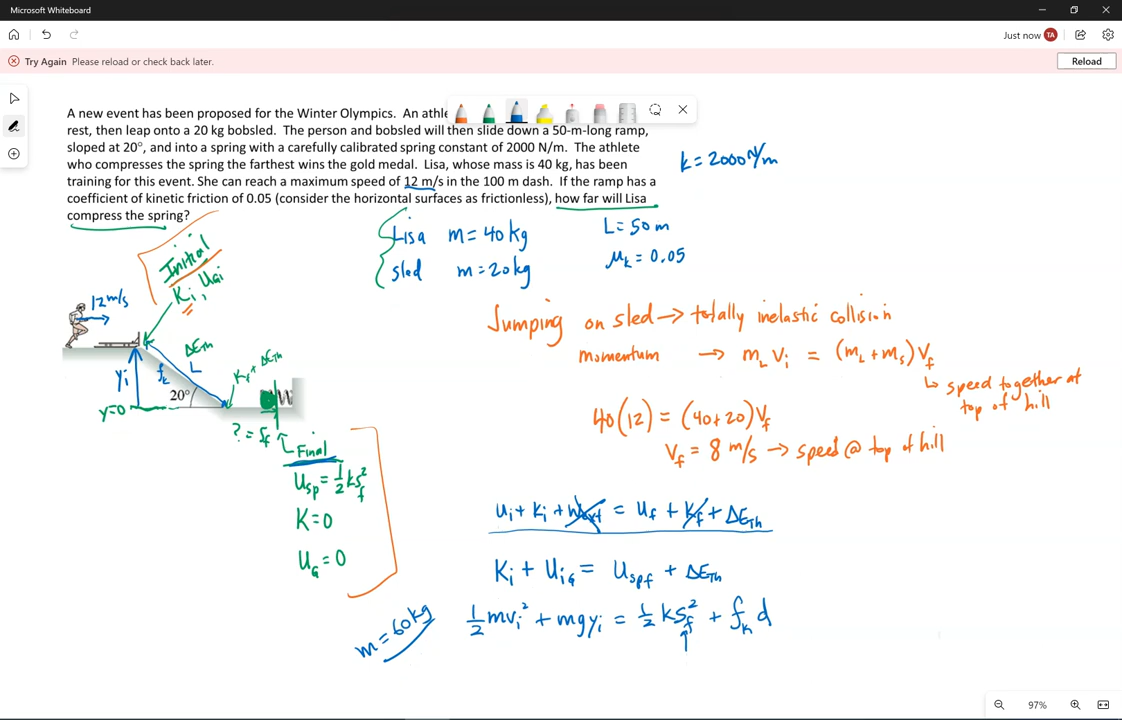 Microsoft Whiteboard
Just now TA
Try Again Please reload or check back later.
Reload
A new event has been proposed for the Winter Olympics. An athle
rest, then leap onto a 20 kg bobsled. The person and bobsled will then slide down a 50-m-long ramp,
sloped at 20°, and into a spring with a carefully calibrated spring constant of 2000 N/m. The athlete
who compresses the spring the farthest wins the gold medal. Lisa, whose mass is 40 kg, has been
training for this event. She can reach a maximum speed of 12 m/s in the 100 m dash. If the ramp has a
coefficient of kinetic friction of 0.05 (consider the horizontal surfaces as frictionless), how far will Lisa
compress the spring?
k = 2000 N/m
Lisa m = 40 kg
L = 50 m
sled m = 20 kg
μk = 0.05
Initial
Ki, UGi
12 m/s
ΔETh
L
fk
yi
20°
y=0
ΔETh
Jumping on sled → totally inelastic collision
momentum → mL vi = (mL + ms) Vf
↳ speed together at
top of hill
40(12) = (40+20) Vf
Vf = 8 m/s → speed @ top of hill
Final
Usp = ½ k s_f²
K = 0
UG = 0
Ui + Ki + Wext = Uf + Kf + ΔETh
Ki + UiG = Uspf + ΔETh
m = 60 kg
½ mvi² + mgyi = ½ k s_f² + fk d
97%